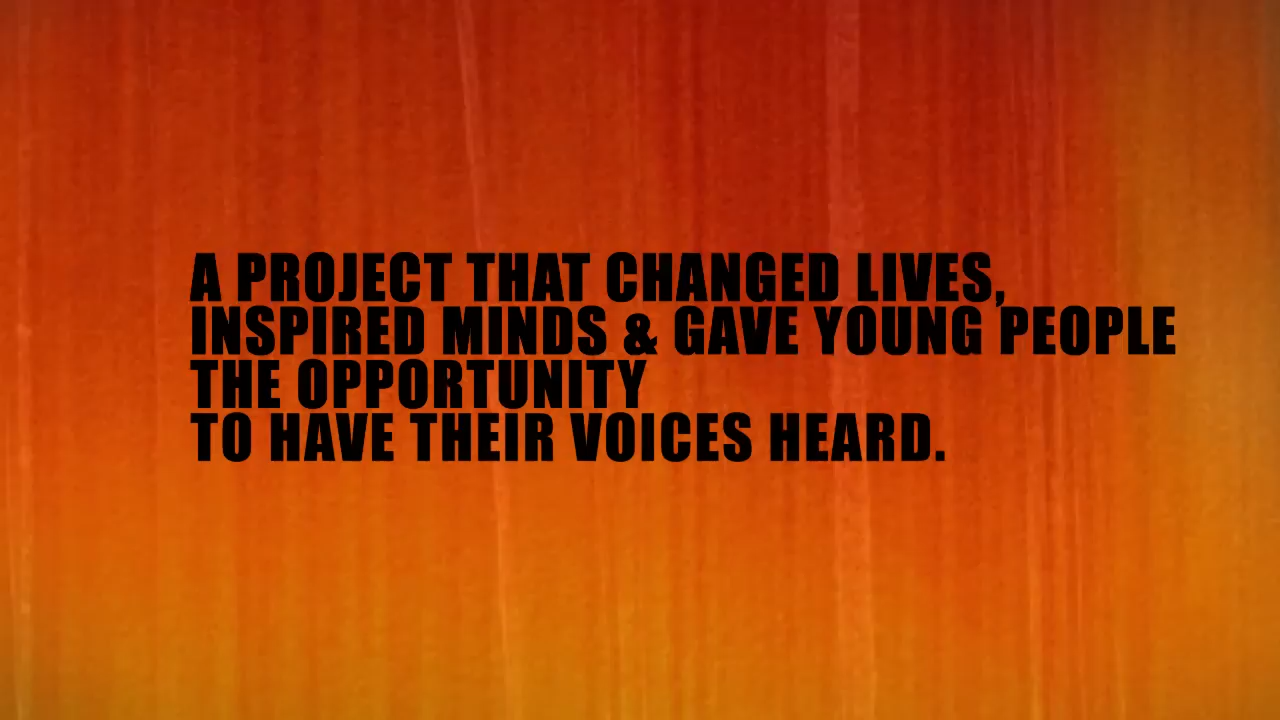 A PROJECT THAT CHANGED LIVES,
INSPIRED MINDS & GAVE YOUNG PEOPLE
THE OPPORTUNITY
TO HAVE THEIR VOICES HEARD.